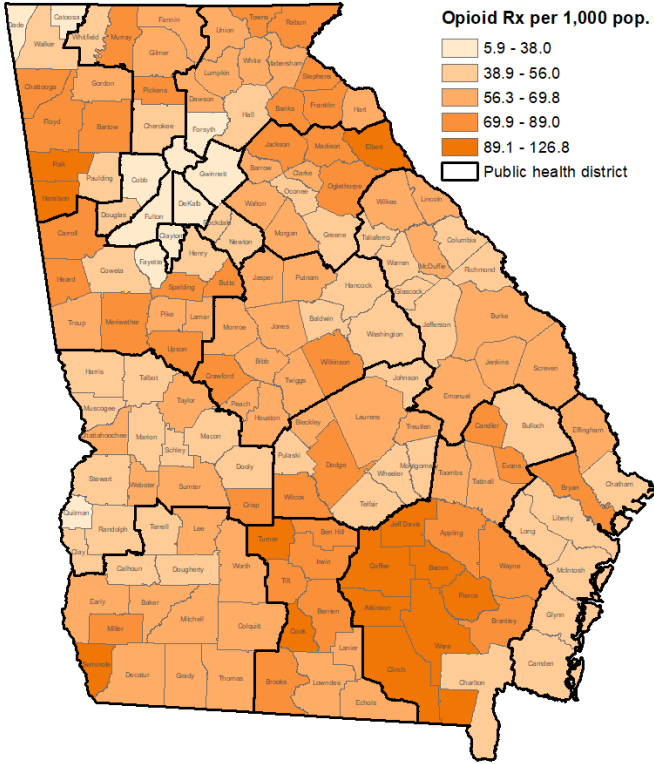 Opioid Rx per 1,000 pop.
5.9 - 38.0
38.9 - 56.0
56.3 - 69.8
69.9 - 89.0
89.1 - 126.8
Public health district
Dade
Catoosa
Walker
Whitfield
Murray
Fannin
Gilmer
Union
Towns
Rabun
White
Habersham
Lumpkin
Stephens
Chattooga
Gordon
Pickens
Dawson
Hall
Banks
Franklin
Hart
Floyd
Bartow
Cherokee
Forsyth
Jackson
Madison
Elbert
Polk
Paulding
Cobb
Gwinnett
Barrow
Clarke
Oglethorpe
Oconee
Haralson
Douglas
Fulton
DeKalb
Walton
Wilkes
Lincoln
Carroll
Clayton
Rockdale
Newton
Morgan
Greene
Taliaferro
Columbia
Coweta
Fayette
Henry
Warren
McDuffie
Richmond
Heard
Spalding
Butts
Jasper
Putnam
Hancock
Glascock
Troup
Meriwether
Pike
Lamar
Monroe
Jones
Baldwin
Washington
Jefferson
Burke
Upson
Bibb
Wilkinson
Jenkins
Screven
Harris
Talbot
Crawford
Twiggs
Johnson
Emanuel
Muscogee
Taylor
Peach
Houston
Bleckley
Laurens
Treutlen
Candler
Bulloch
Effingham
Chattahoochee
Marion
Macon
Schley
Pulaski
Dodge
Wheeler
Montgomery
Toombs
Tattnall
Evans
Bryan
Chatham
Stewart
Webster
Sumter
Dooly
Crisp
Wilcox
Telfair
Long
Liberty
Quitman
Randolph
Terrell
Lee
Turner
Ben Hill
Jeff Davis
Appling
Wayne
McIntosh
Clay
Calhoun
Dougherty
Worth
Irwin
Coffee
Bacon
Pierce
Early
Baker
Tift
Berrien
Atkinson
Brantley
Glynn
Miller
Mitchell
Colquitt
Cook
Ware
Seminole
Decatur
Grady
Thomas
Brooks
Lowndes
Lanier
Clinch
Charlton
Camden
Echols